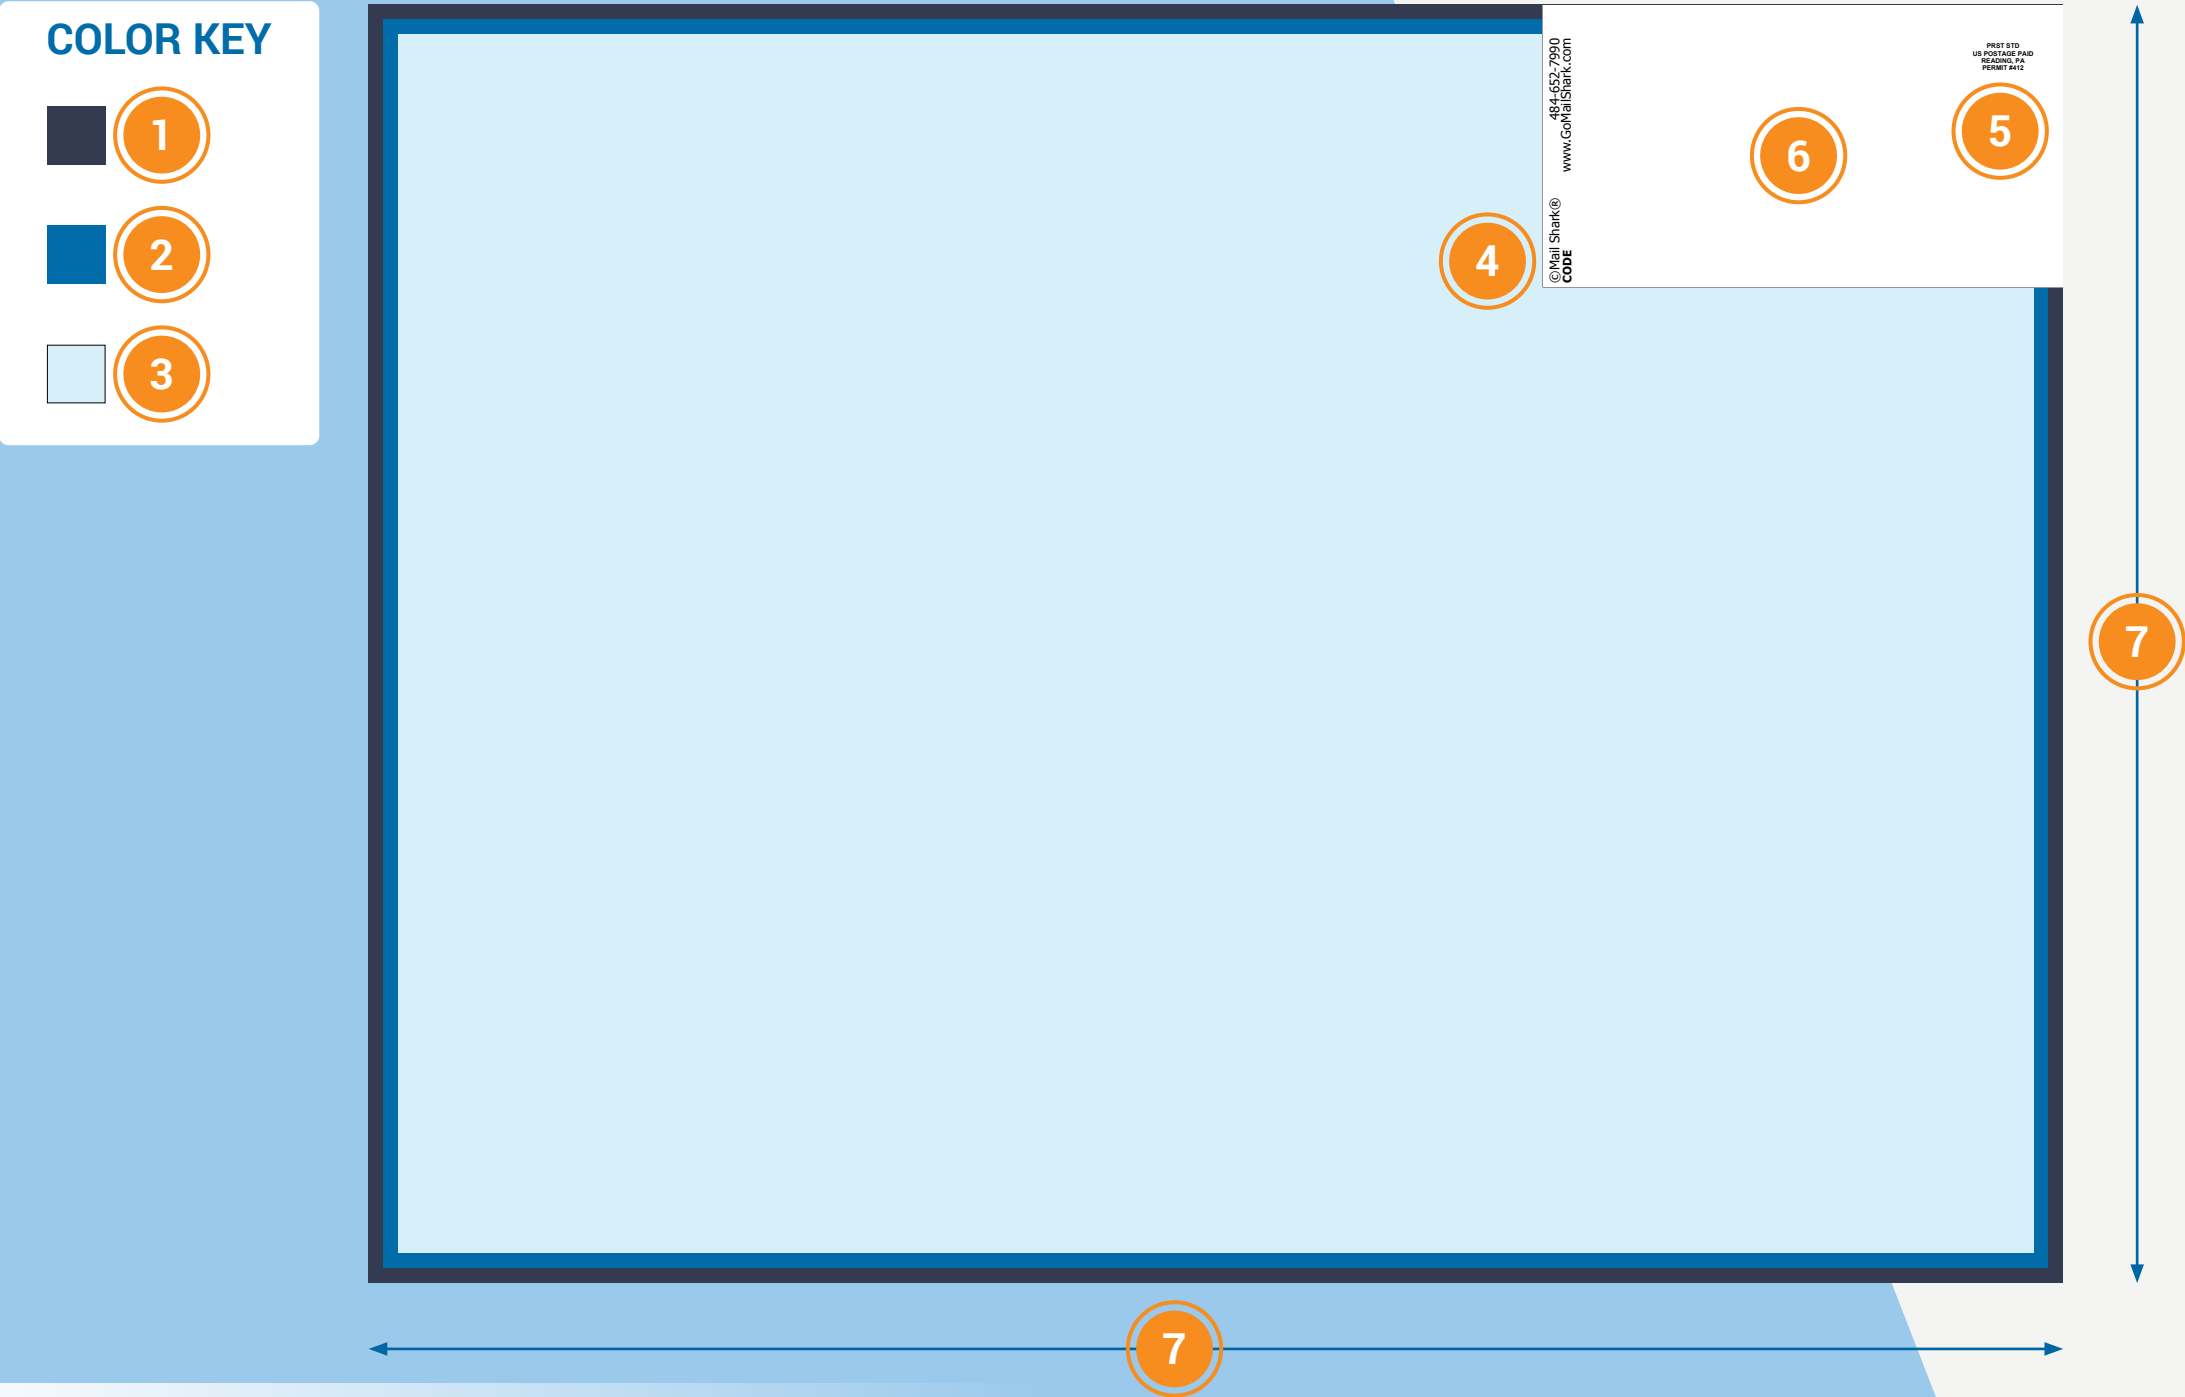 COLOR KEY
1
2
3
4
©Mail Shark® 484-652-7990
CODE www.GoMailShark.com
6
PRST STD
US POSTAGE PAID
READING, PA
PERMIT #412
5
7
7